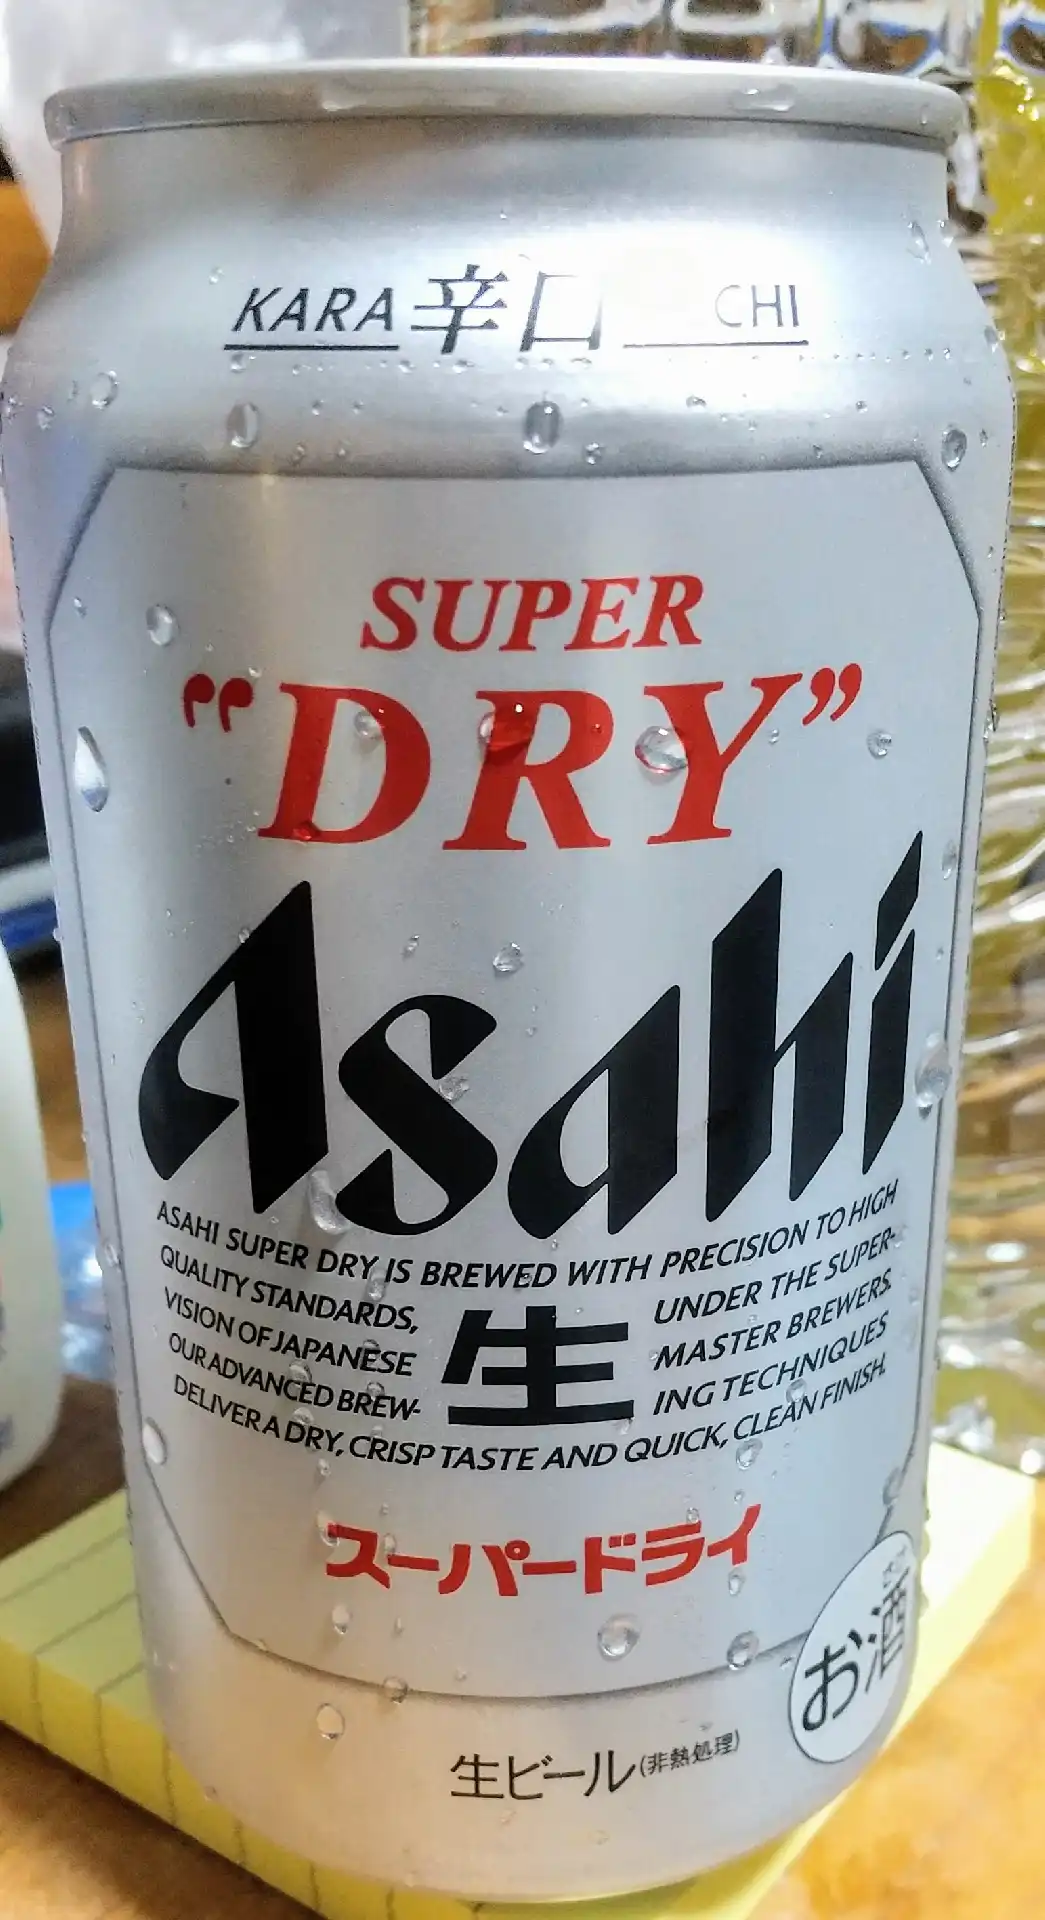 KARA 辛口 CHI
SUPER
“DRY”
Asahi
ASAHI SUPER DRY IS BREWED WITH PRECISION TO HIGH
QUALITY STANDARDS, UNDER THE SUPER-
VISION OF JAPANESE MASTER BREWERS.
OUR ADVANCED BREW- ING TECHNIQUES
DELIVER A DRY, CRISP TASTE AND QUICK, CLEAN FINISH.
生
スーパードライ
お酒
生ビール(非熱処理)